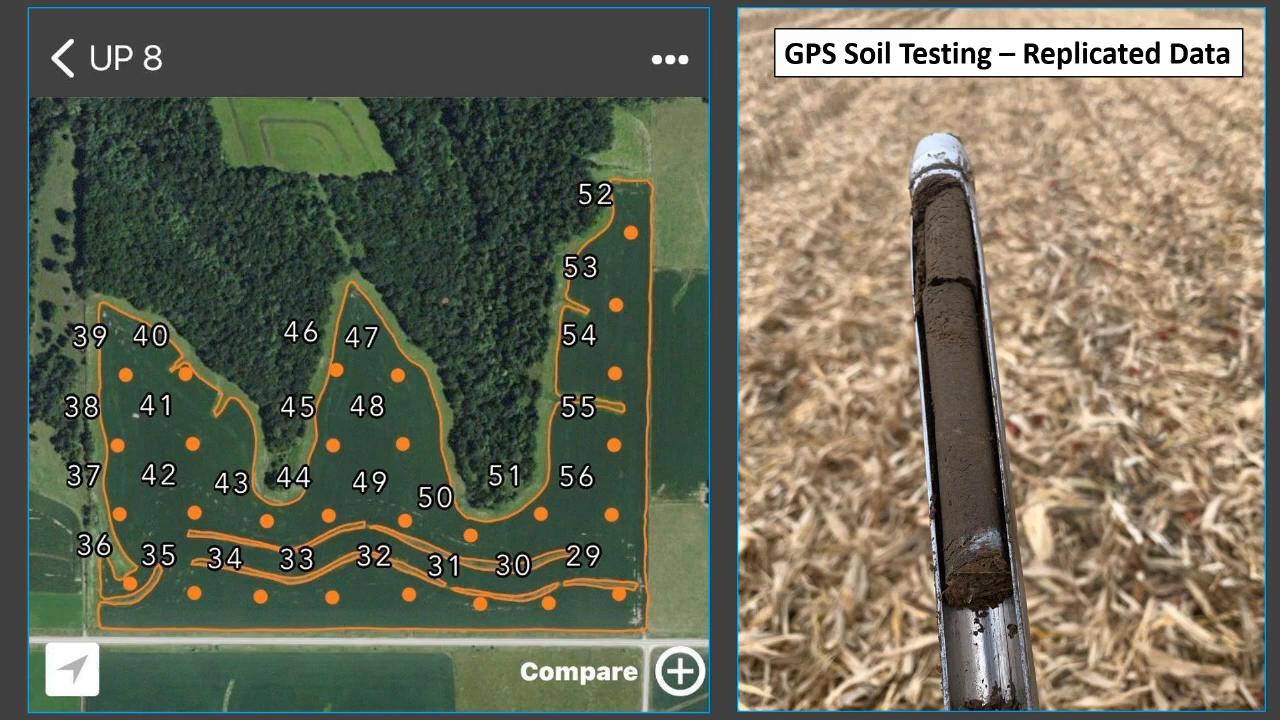 UP 8
GPS Soil Testing – Replicated Data
52
53
39 40 46 47 54
38 41 45 48 55
37 42 43 44 49 50 51 56
36 35 34 33 32 31 30 29
Compare